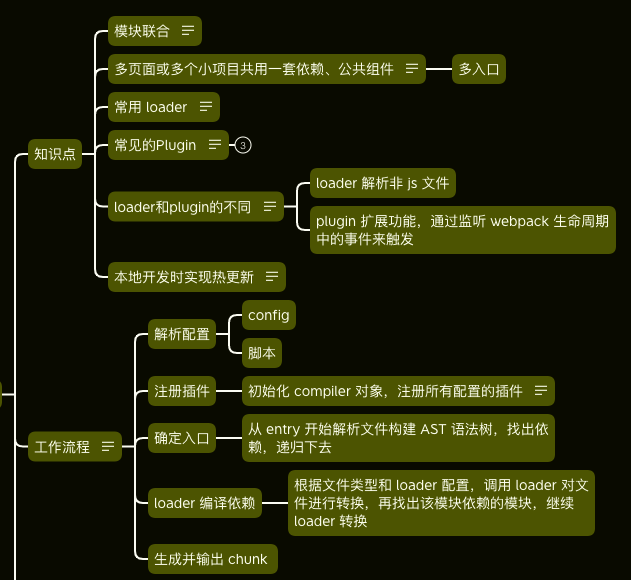 模块联合
多页面或多个小项目共用一套依赖、公共组件
多入口
常用 loader
常见的Plugin
3
知识点
loader和plugin的不同
loader 解析非 js 文件
plugin 扩展功能，通过监听 webpack 生命周期
中的事件来触发
本地开发时实现热更新
工作流程
解析配置
config
脚本
注册插件
初始化 compiler 对象，注册所有配置的插件
确定入口
从 entry 开始解析文件构建 AST 语法树，找出依
赖，递归下去
loader 编译依赖
根据文件类型和 loader 配置，调用 loader 对文
件进行转换，再找出该模块依赖的模块，继续
loader 转换
生成并输出 chunk